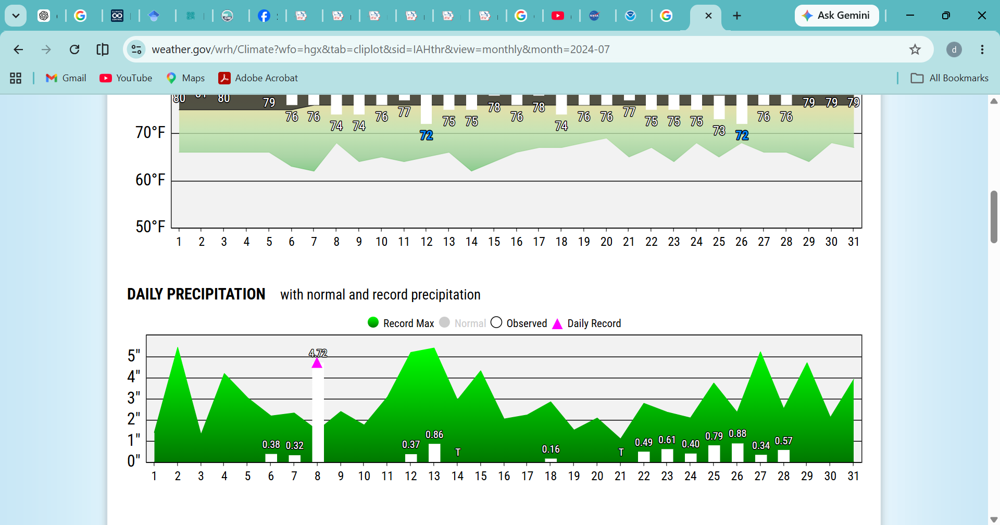 Ask Gemini
weather.gov/wrh/Climate?wfo=hgx&tab=cliplot&sid=IAHthr&view=monthly&month=2024-07
d
Gmail YouTube Maps Adobe Acrobat All Bookmarks
80 81 80 79 76 76 74 74 76 77 72 75 75 78 76 78 74 76 76 77 75 75 75 73 72 76 76 79 79 79
70°F
60°F
50°F
1 2 3 4 5 6 7 8 9 10 11 12 13 14 15 16 17 18 19 20 21 22 23 24 25 26 27 28 29 30 31
DAILY PRECIPITATION with normal and record precipitation
Record Max Normal Observed Daily Record
5"
4"
3"
2"
1"
0"
4.72
0.38 0.32 0.37 0.86 T 0.16 T 0.49 0.61 0.40 0.79 0.88 0.34 0.57
1 2 3 4 5 6 7 8 9 10 11 12 13 14 15 16 17 18 19 20 21 22 23 24 25 26 27 28 29 30 31